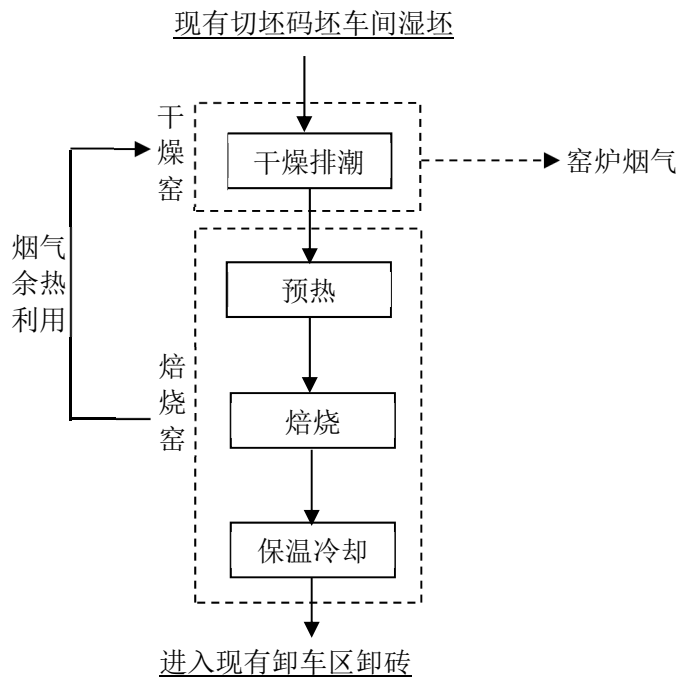 现有切坯码坯车间湿坯
干燥窑
干燥排潮
窑炉烟气
烟气
余热
利用
预热
焙烧窑
焙烧
保温冷却
进入现有卸车区卸砖